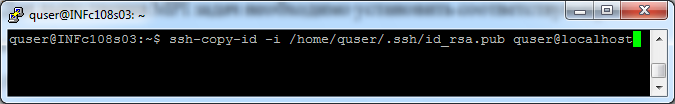 quser@INFc108s03: ~
quser@INFc108s03:~$ ssh-copy-id -i /home/quser/.ssh/id_rsa.pub quser@localhost